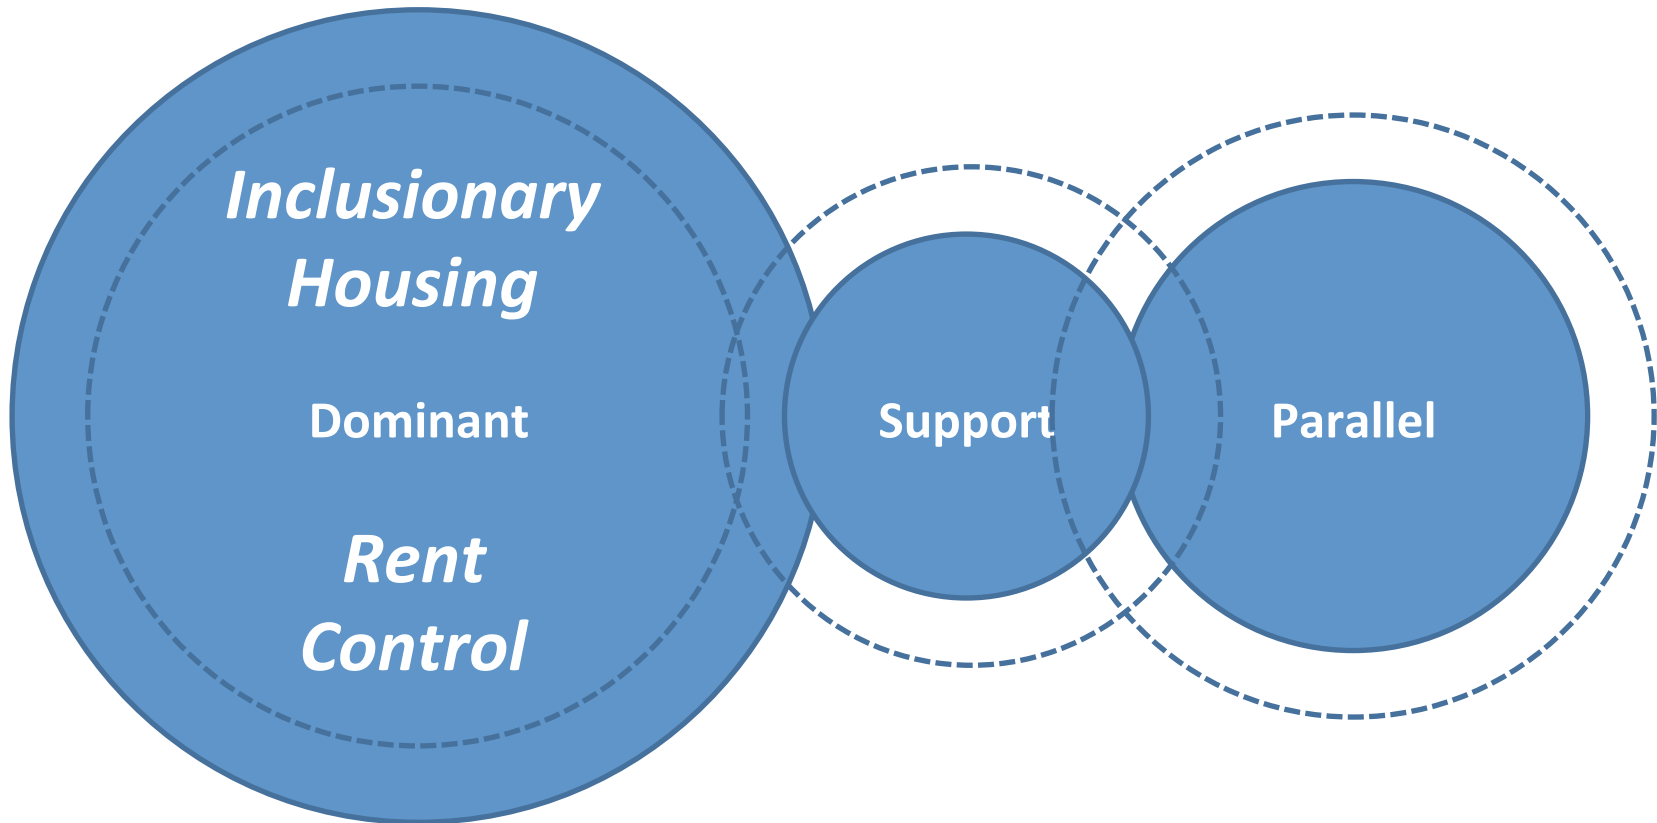 Inclusionary
Housing
Dominant
Support
Parallel
Rent
Control